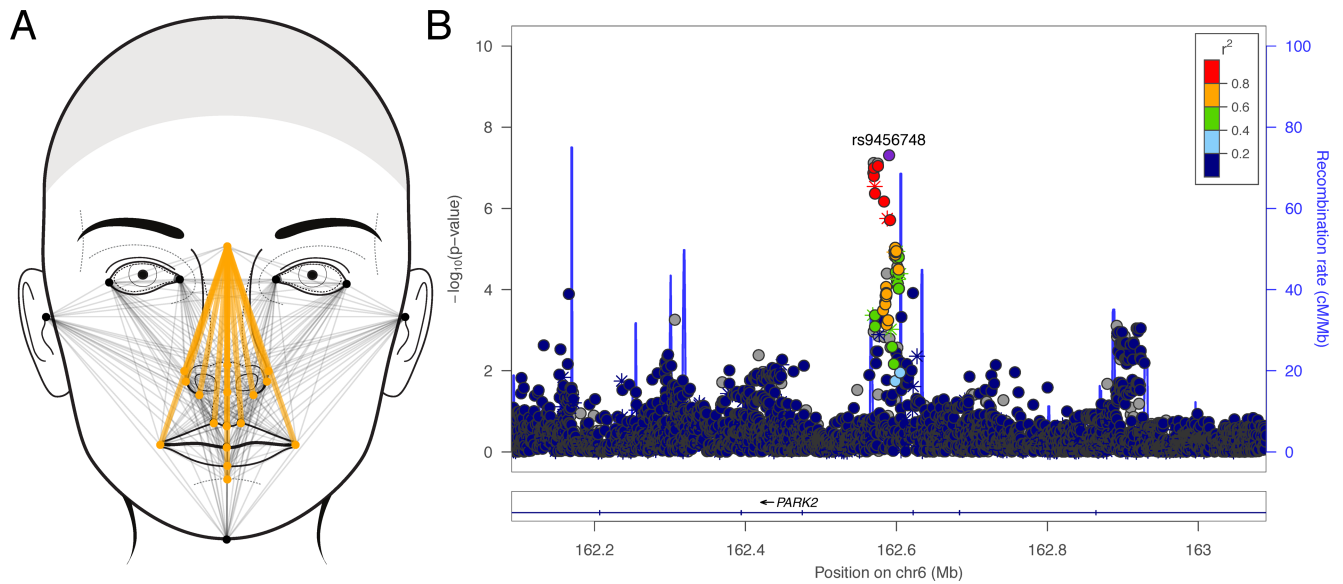 A
B
10
8
6
4
2
0
−log10(p−value)
rs9456748
r2
0.8
0.6
0.4
0.2
100
80
60
40
20
0
Recombination rate (cM/Mb)
←PARK2
162.2
162.4
162.6
162.8
163
Position on chr6 (Mb)